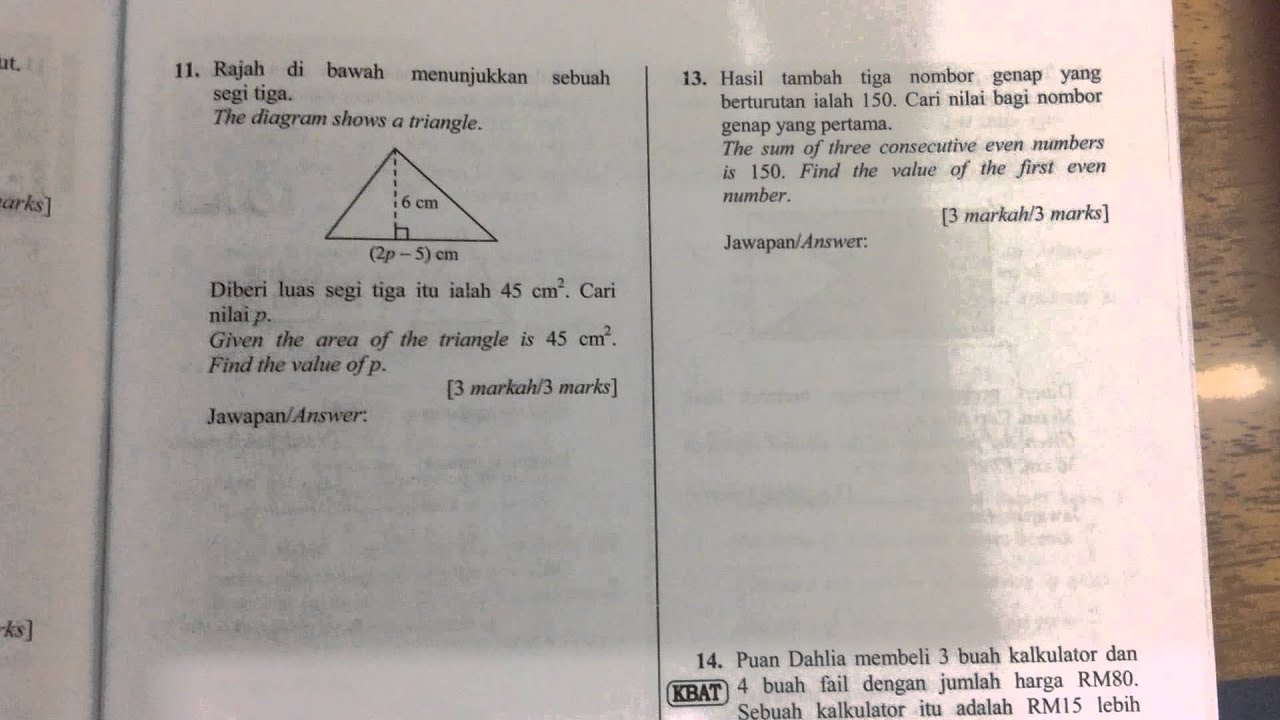 ut.
arks]
rks]
11. Rajah di bawah menunjukkan sebuah
segi tiga.
The diagram shows a triangle.
6 cm
(2p – 5) cm
Diberi luas segi tiga itu ialah 45 cm². Cari
nilai p.
Given the area of the triangle is 45 cm².
Find the value of p.
[3 markah/3 marks]
Jawapan/Answer:
13. Hasil tambah tiga nombor genap yang
berturutan ialah 150. Cari nilai bagi nombor
genap yang pertama.
The sum of three consecutive even numbers
is 150. Find the value of the first even
number.
[3 markah/3 marks]
Jawapan/Answer:
14. Puan Dahlia membeli 3 buah kalkulator dan
KBAT 4 buah fail dengan jumlah harga RM80.
Sebuah kalkulator itu adalah RM15 lebih